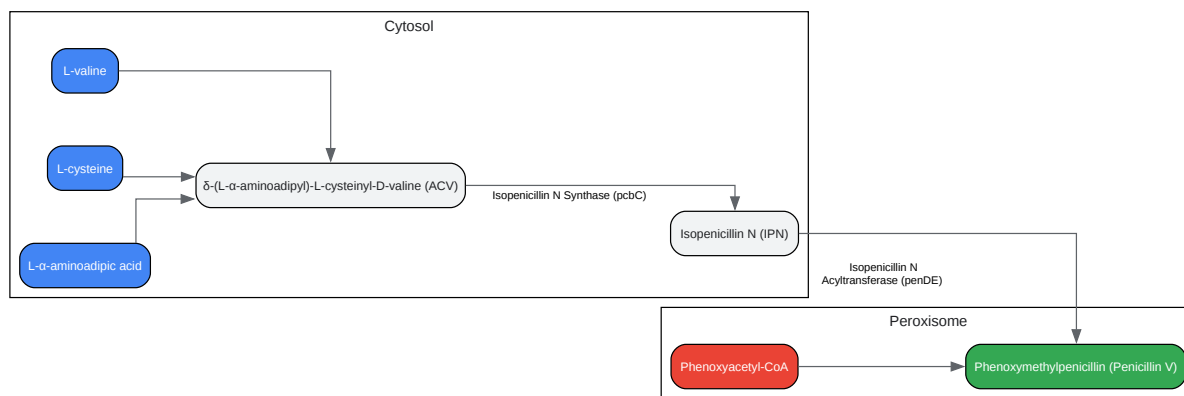 Cytosol
L-valine
L-cysteine
δ-(L-α-aminoadipyl)-L-cysteinyl-D-valine (ACV)
Isopenicillin N Synthase (pcbC)
Isopenicillin N (IPN)
L-α-aminoadipic acid
Isopenicillin N
Acyltransferase (penDE)
Peroxisome
Phenoxyacetyl-CoA
Phenoxymethylpenicillin (Penicillin V)